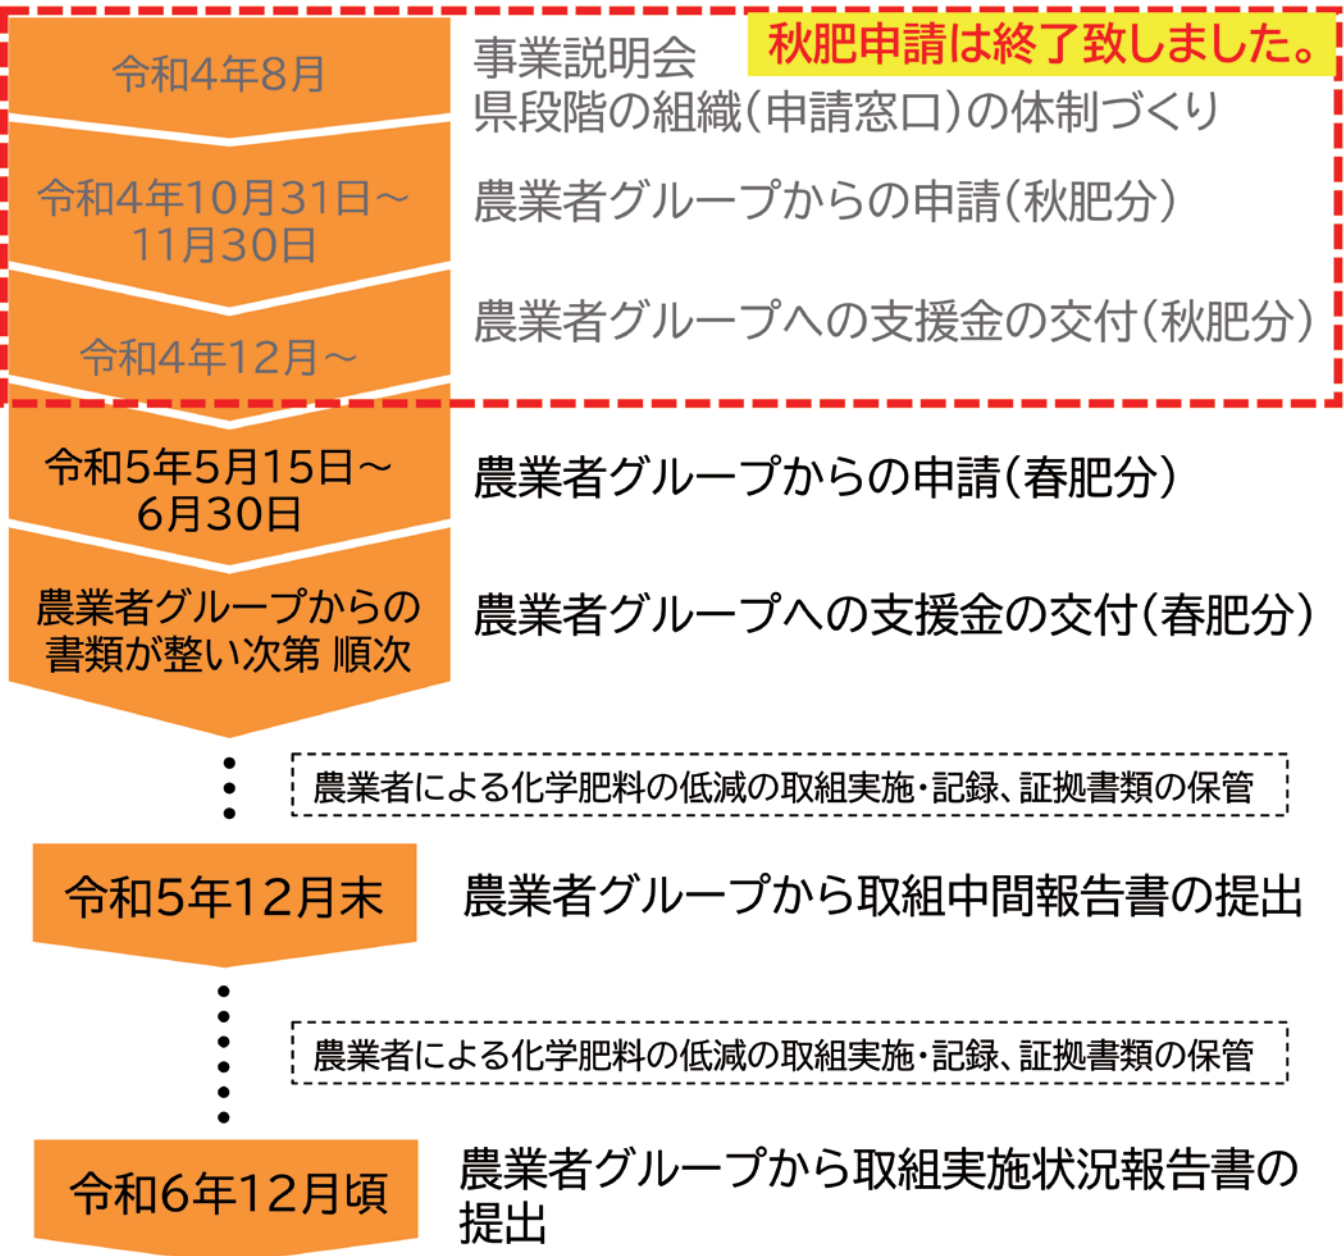 秋肥申請は終了致しました。
令和4年8月
事業説明会
県段階の組織(申請窓口)の体制づくり
令和4年10月31日～
11月30日
農業者グループからの申請(秋肥分)
令和4年12月～
農業者グループへの支援金の交付(秋肥分)
令和5年5月15日～
6月30日
農業者グループからの申請(春肥分)
農業者グループからの
書類が整い次第 順次
農業者グループへの支援金の交付(春肥分)
農業者による化学肥料の低減の取組実施・記録、証拠書類の保管
令和5年12月末
農業者グループから取組中間報告書の提出
農業者による化学肥料の低減の取組実施・記録、証拠書類の保管
令和6年12月頃
農業者グループから取組実施状況報告書の
提出